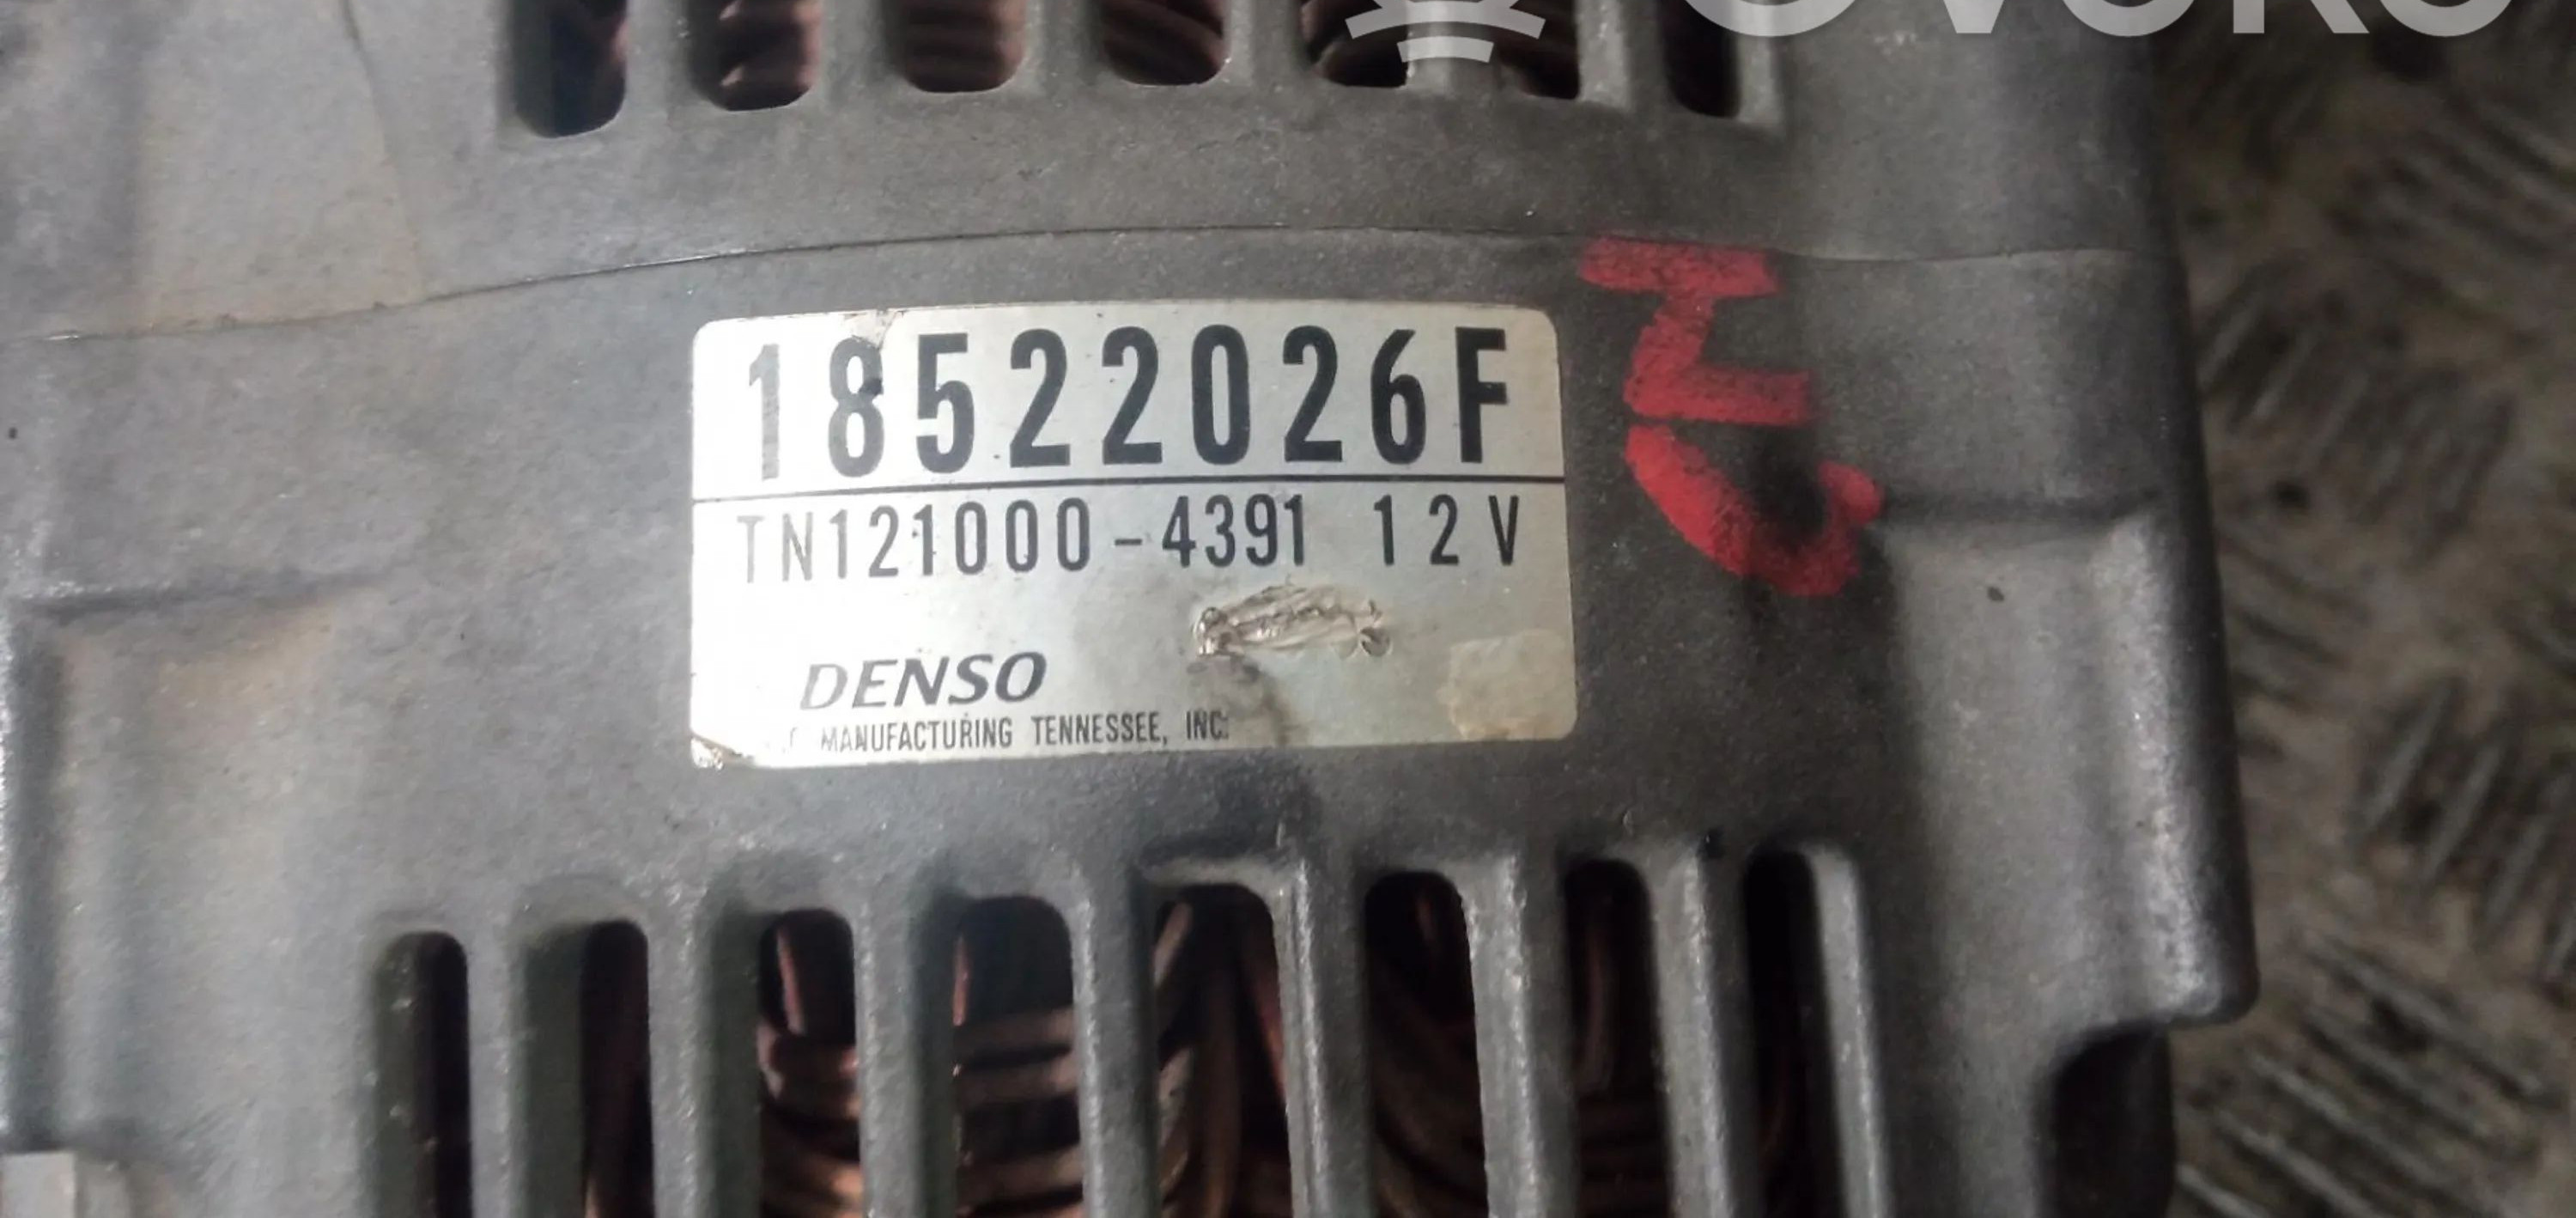 18522026F
TN121000-4391 12V
DENSO
MANUFACTURING TENNESSEE, INC.